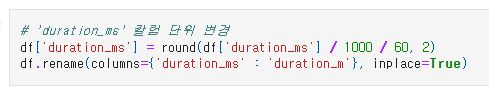 # 'duration_ms' 칼럼 단위 변경
df['duration_ms'] = round(df['duration_ms'] / 1000 / 60, 2)
df.rename(columns={'duration_ms' : 'duration_m'}, inplace=True)